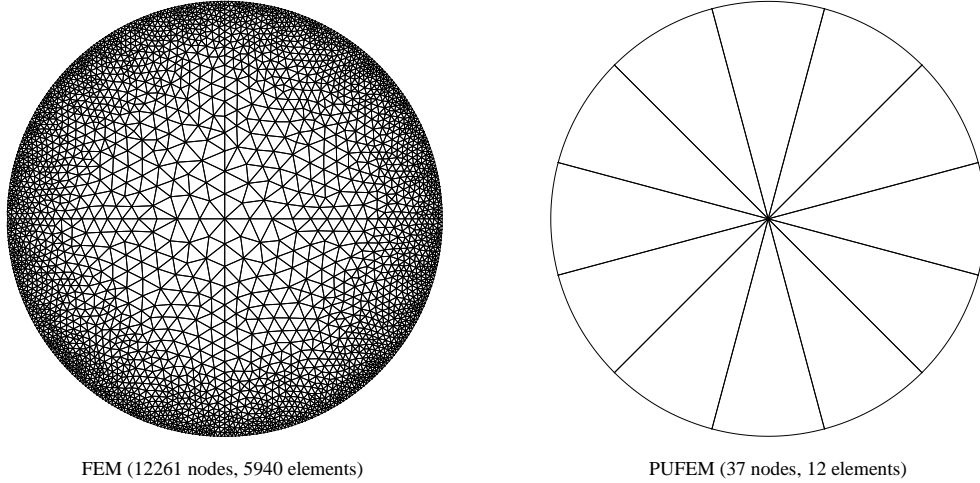 FEM (12261 nodes, 5940 elements)
PUFEM (37 nodes, 12 elements)